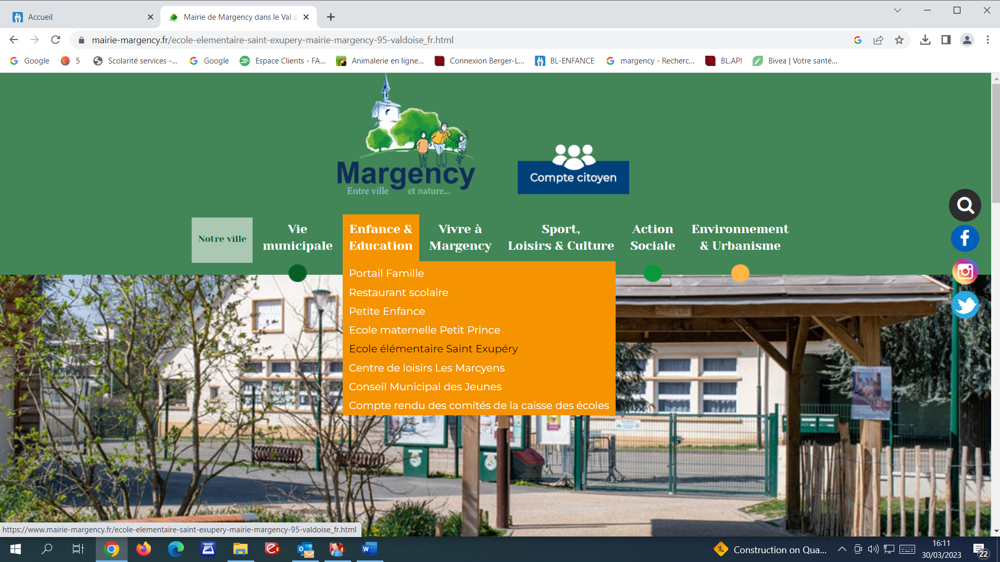 Accueil
Mairie de Margency dans le Val d
mairie-margency.fr/ecole-elementaire-saint-exupery-mairie-margency-95-valdoise_fr.html
Google
5
Scolarité services -...
Google
Espace Clients - FA...
Animalerie en ligne...
Connexion Berger-L...
BL-ENFANCE
margency - Recherc...
BL.API
Bivea | Votre santé...
Margency
Entre ville et nature...
Compte citoyen
Notre ville
Vie
municipale
Enfance &
Education
Vivre à
Margency
Sport,
Loisirs & Culture
Action
Sociale
Environnement
& Urbanisme
Portail Famille
Restaurant scolaire
Petite Enfance
Ecole maternelle Petit Prince
Ecole élémentaire Saint Exupéry
Centre de loisirs Les Marcyens
Conseil Municipal des Jeunes
Compte rendu des comités de la caisse des écoles
https://www.mairie-margency.fr/ecole-elementaire-saint-exupery-mairie-margency-95-valdoise_fr.html
Construction on Qua...
16:11
30/03/2023
22